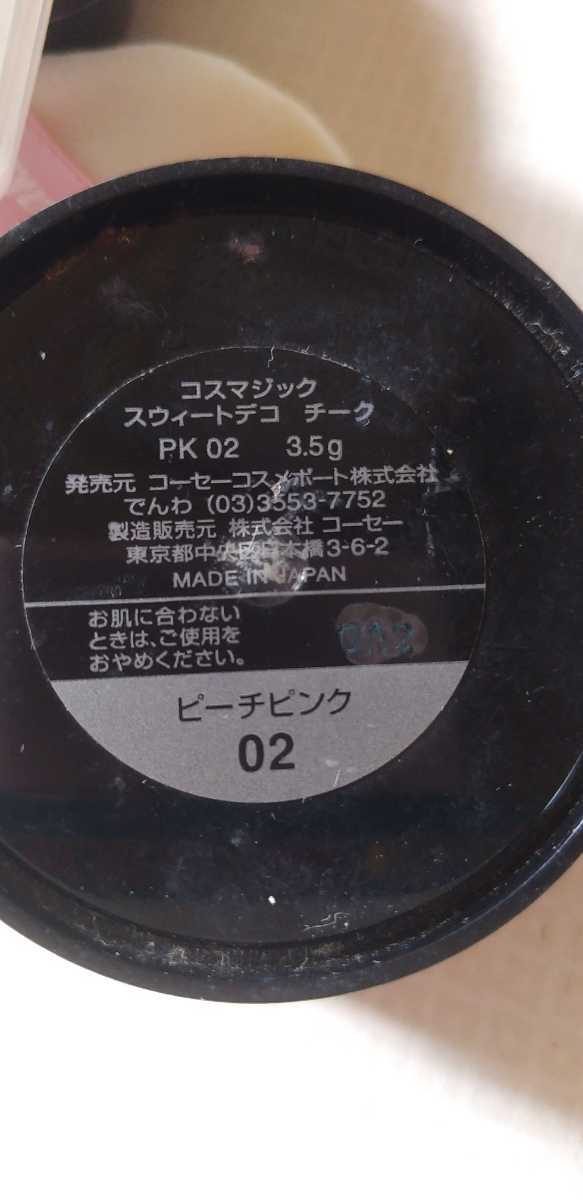 コスマジック
スウィートデコ チーク
PK 02 3.5g
発売元 コーセーコスメポート株式会社
でんわ (03)3553-7752
製造販売元 株式会社 コーセー
東京都中央区日本橋3-6-2
MADE IN JAPAN
お肌に合わない
ときは、ご使用を
おやめください。
ピーチピンク
02